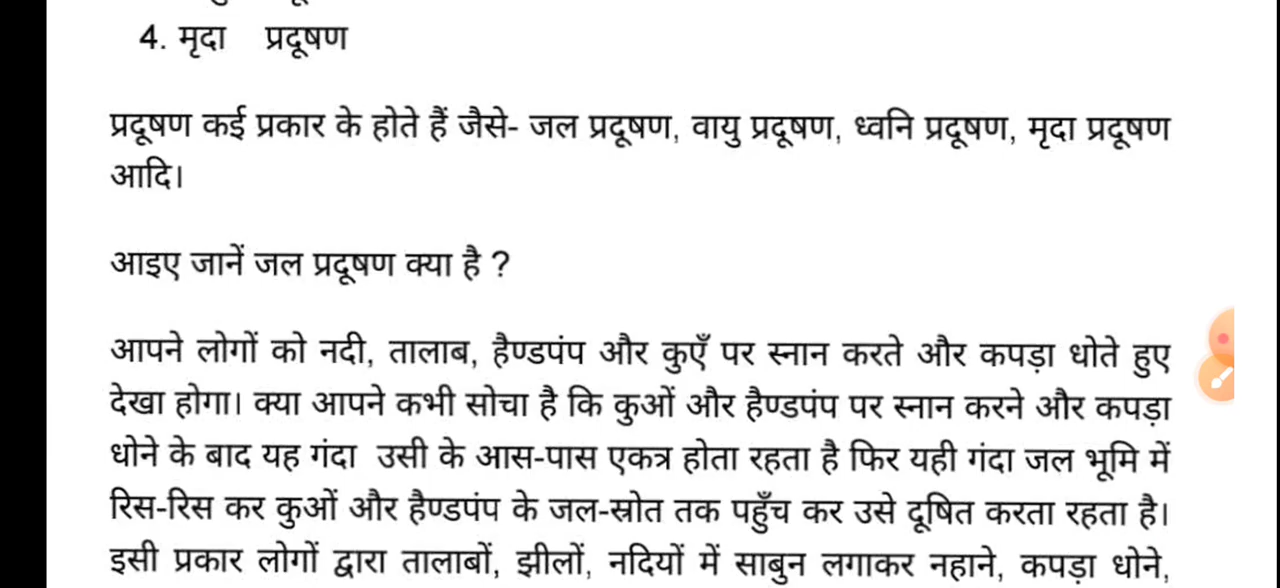 4. मृदा प्रदूषण
प्रदूषण कई प्रकार के होते हैं जैसे- जल प्रदूषण, वायु प्रदूषण, ध्वनि प्रदूषण, मृदा प्रदूषण
आदि।
आइए जानें जल प्रदूषण क्या है ?
आपने लोगों को नदी, तालाब, हैण्डपंप और कुएँ पर स्नान करते और कपड़ा धोते हुए
देखा होगा। क्या आपने कभी सोचा है कि कुओं और हैण्डपंप पर स्नान करने और कपड़ा
धोने के बाद यह गंदा उसी के आस-पास एकत्र होता रहता है फिर यही गंदा जल भूमि में
रिस-रिस कर कुओं और हैण्डपंप के जल-स्रोत तक पहुँच कर उसे दूषित करता रहता है।
इसी प्रकार लोगों द्वारा तालाबों, झीलों, नदियों में साबुन लगाकर नहाने, कपड़ा धोने,